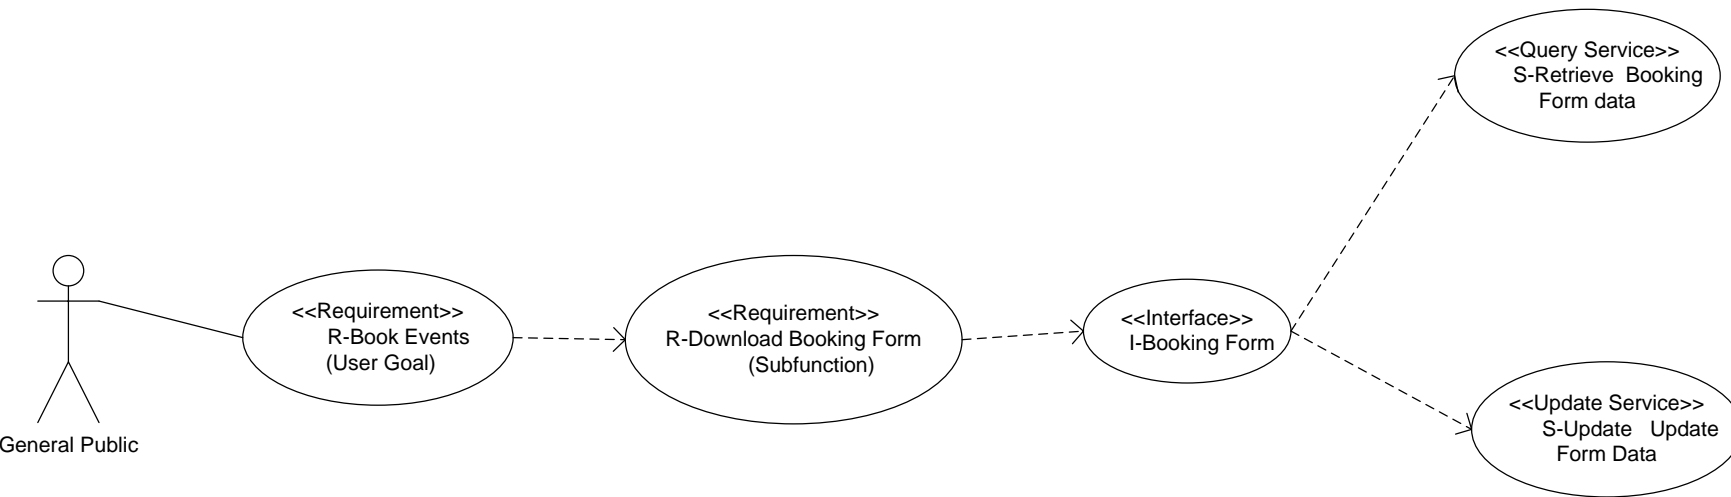 <<Query Service>>
S-Retrieve Booking
Form data
<<Requirement>>
R-Book Events
(User Goal)
<<Requirement>>
R-Download Booking Form
(Subfunction)
<<Interface>>
I-Booking Form
<<Update Service>>
S-Update Update
Form Data
General Public